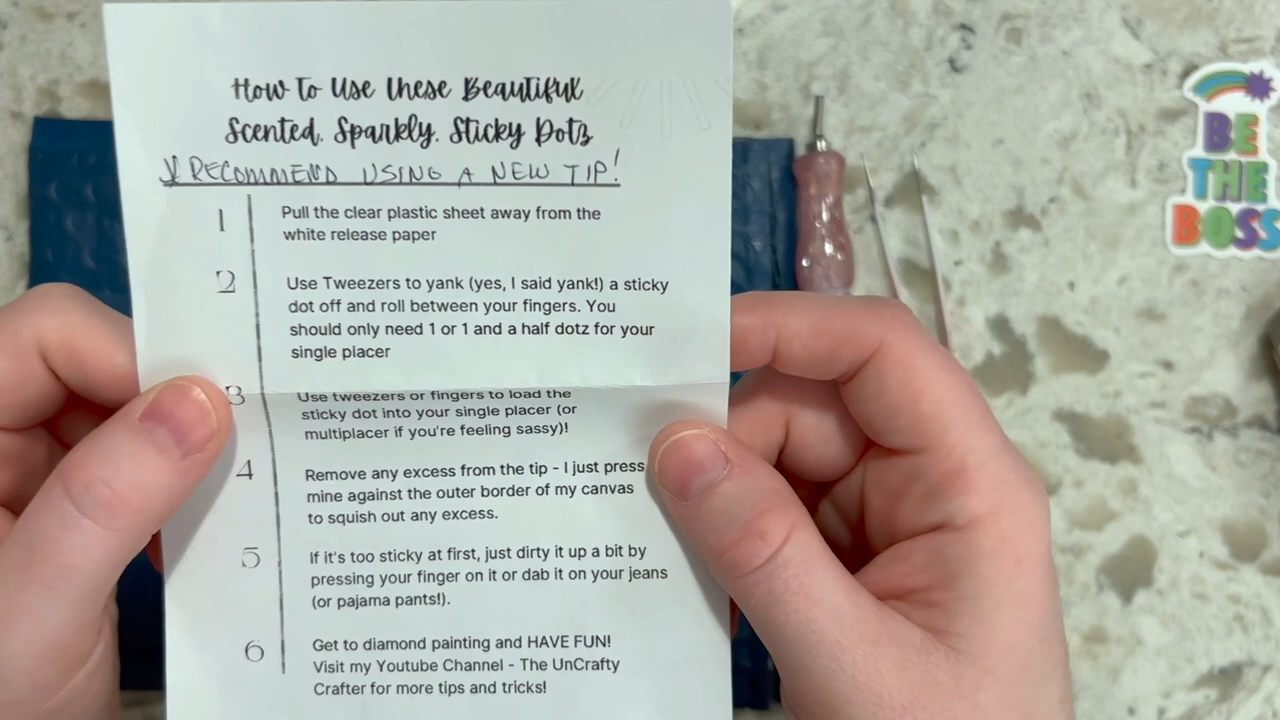 How To Use these Beautiful
Scented. Sparkly. Sticky Dotz
I RECOMMEND USING A NEW TIP!
1
Pull the clear plastic sheet away from the
white release paper
2
Use Tweezers to yank (yes, I said yank!) a sticky
dot off and roll between your fingers. You
should only need 1 or 1 and a half dotz for your
single placer
3
Use tweezers or fingers to load the
sticky dot into your single placer (or
multiplacer if you're feeling sassy)!
4
Remove any excess from the tip - I just press
mine against the outer border of my canvas
to squish out any excess.
5
If it's too sticky at first, just dirty it up a bit by
pressing your finger on it or dab it on your jeans
(or pajama pants!).
6
Get to diamond painting and HAVE FUN!
Visit my Youtube Channel - The UnCrafty
Crafter for more tips and tricks!
BE
THE
BOSS